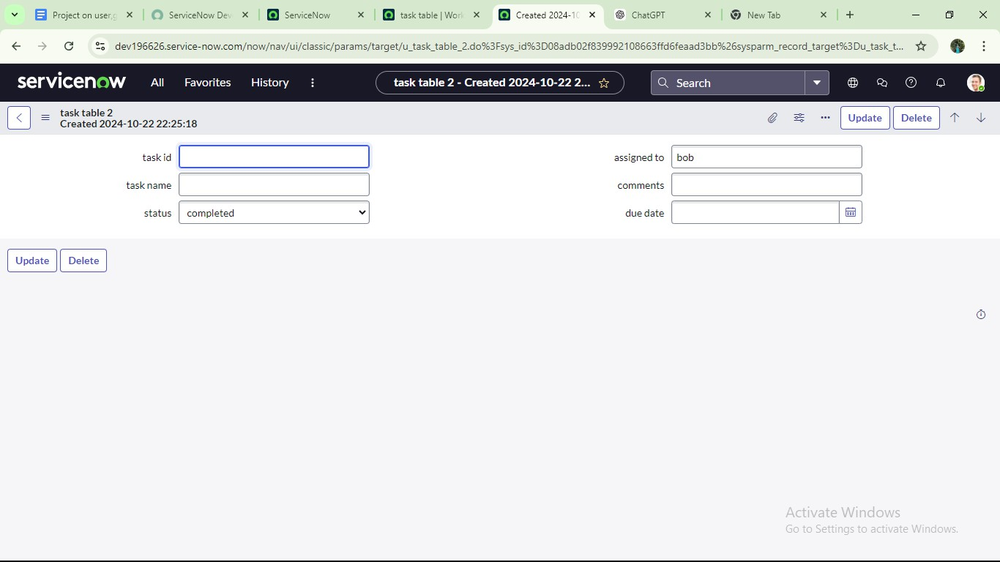 Project on user,g
ServiceNow Dev
ServiceNow
task table | Work
Created 2024-10
ChatGPT
New Tab
dev196626.service-now.com/now/nav/ui/classic/params/target/u_task_table_2.do%3Fsys_id%3D08adb02f839992108663ffd6feaad3bb%26sysparm_record_target%3Du_task_t...
servicenow
All
Favorites
History
task table 2 - Created 2024-10-22 2...
Search
task table 2
Created 2024-10-22 22:25:18
Update
Delete
task id
assigned to
bob
task name
comments
status
completed
due date
Update
Delete
Activate Windows
Go to Settings to activate Windows.